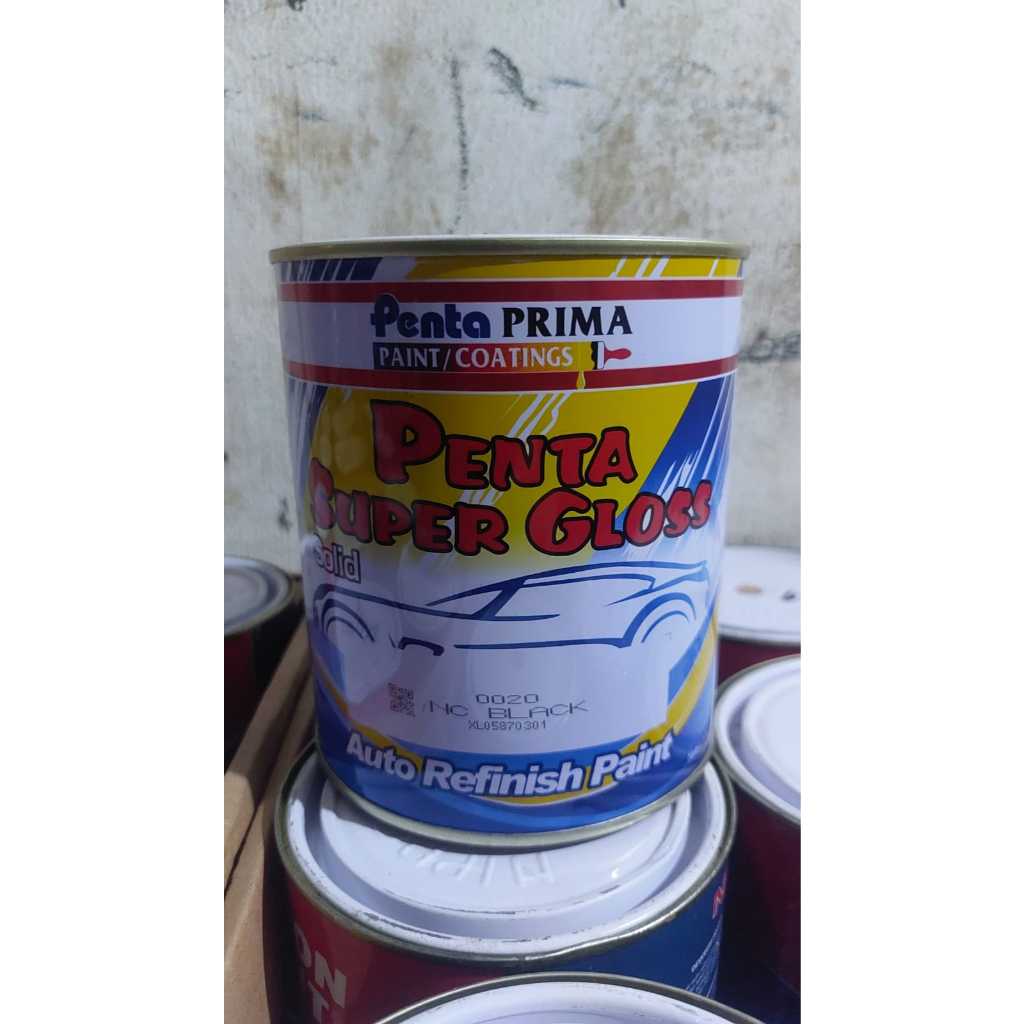 Penta PRIMA
PAINT/COATINGS
PENTA
SUPER GLOSS
Solid
0020
NC BLACK
XL05870301
Auto Refinish Paint